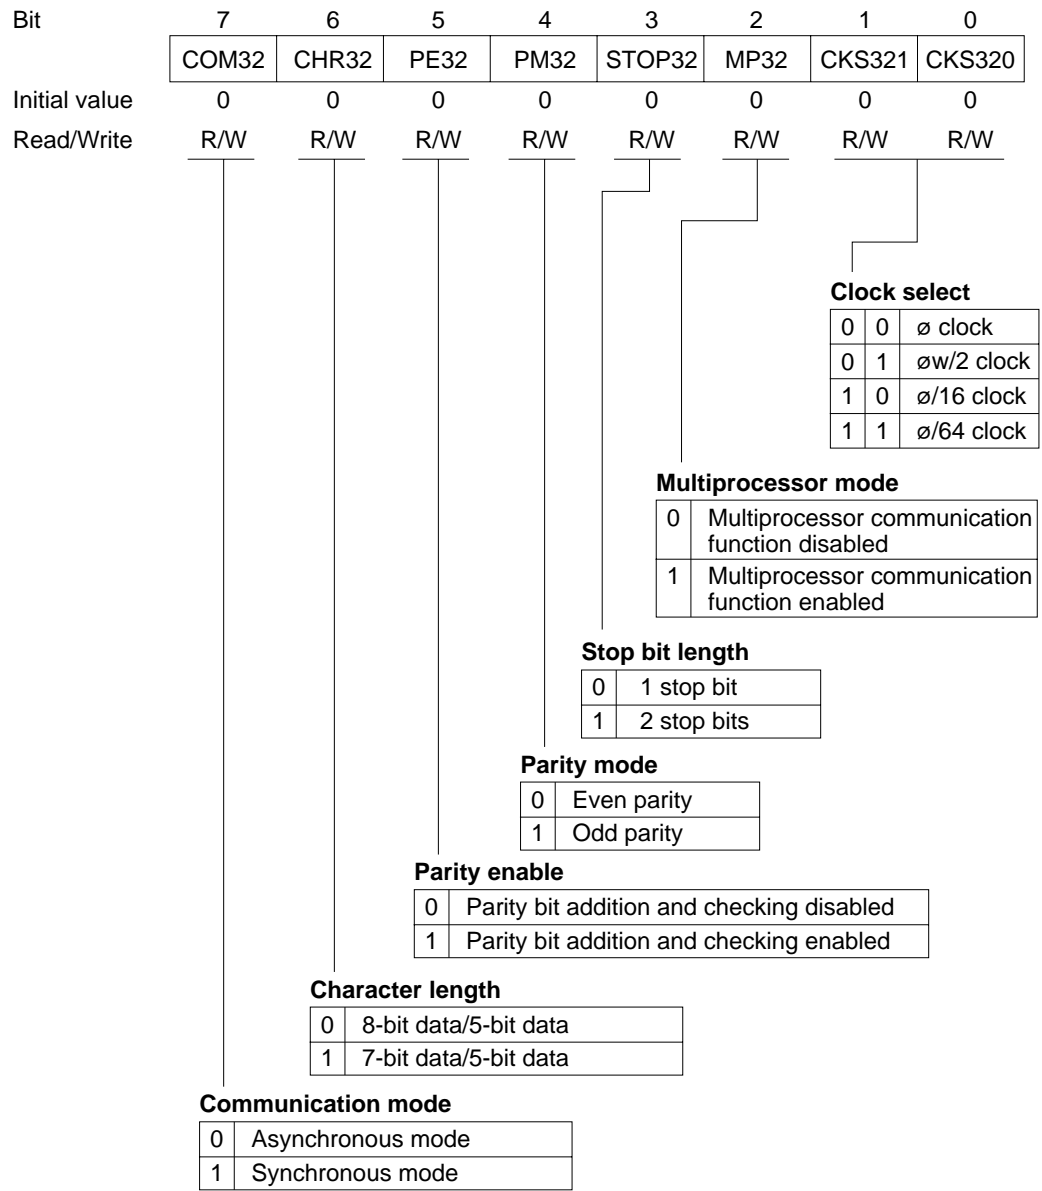 Bit 7 6 5 4 3 2 1 0
COM32 CHR32 PE32 PM32 STOP32 MP32 CKS321 CKS320
Initial value 0 0 0 0 0 0 0 0
Read/Write R/W R/W R/W R/W R/W R/W R/W R/W
Clock select
0 0 ø clock
0 1 øw/2 clock
1 0 ø/16 clock
1 1 ø/64 clock
Multiprocessor mode
0 Multiprocessor communication
function disabled
1 Multiprocessor communication
function enabled
Stop bit length
0 1 stop bit
1 2 stop bits
Parity mode
0 Even parity
1 Odd parity
Parity enable
0 Parity bit addition and checking disabled
1 Parity bit addition and checking enabled
Character length
0 8-bit data/5-bit data
1 7-bit data/5-bit data
Communication mode
0 Asynchronous mode
1 Synchronous mode